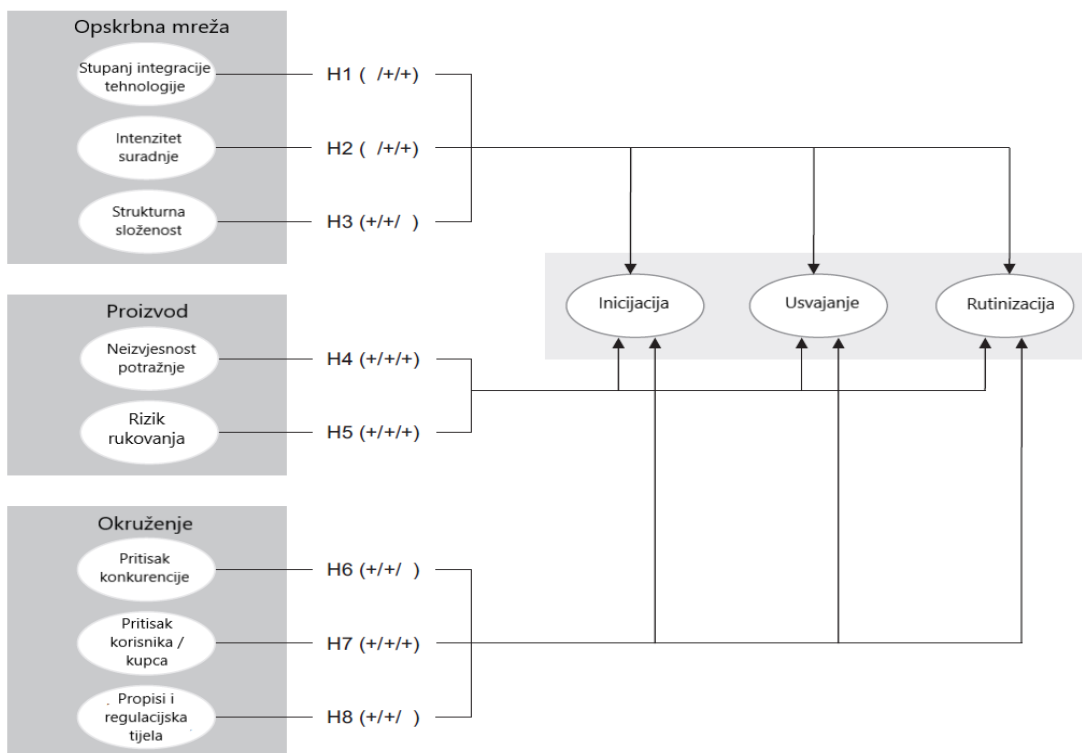 Opskrbna mreža
Stupanj integracije
tehnologije
H1 (  /+/+)
Intenzitet
suradnje
H2 (  /+/+)
Strukturna
složenost
H3 (+/+/  )
Inicijacija
Usvajanje
Rutinizacija
Proizvod
Neizvjesnost
potražnje
H4 (+/+/+)
Rizik
rukovanja
H5 (+/+/+)
Okruženje
Pritisak
konkurencije
H6 (+/+/  )
Pritisak
korisnika /
kupca
H7 (+/+/+)
Propisi i
regulacijska
tijela
H8 (+/+/  )